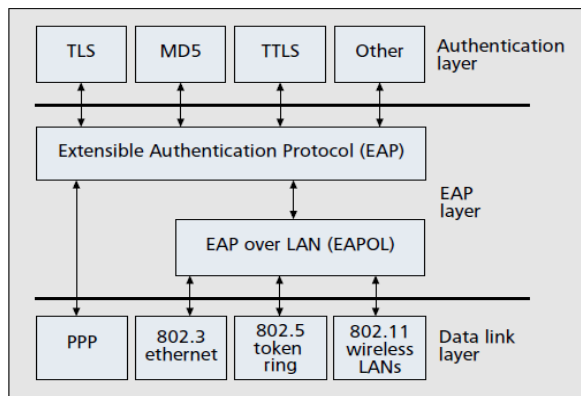 TLS
MD5
TTLS
Other
Authentication
layer
Extensible Authentication Protocol (EAP)
EAP
layer
EAP over LAN (EAPOL)
PPP
802.3
ethernet
802.5
token
ring
802.11
wireless
LANs
Data link
layer